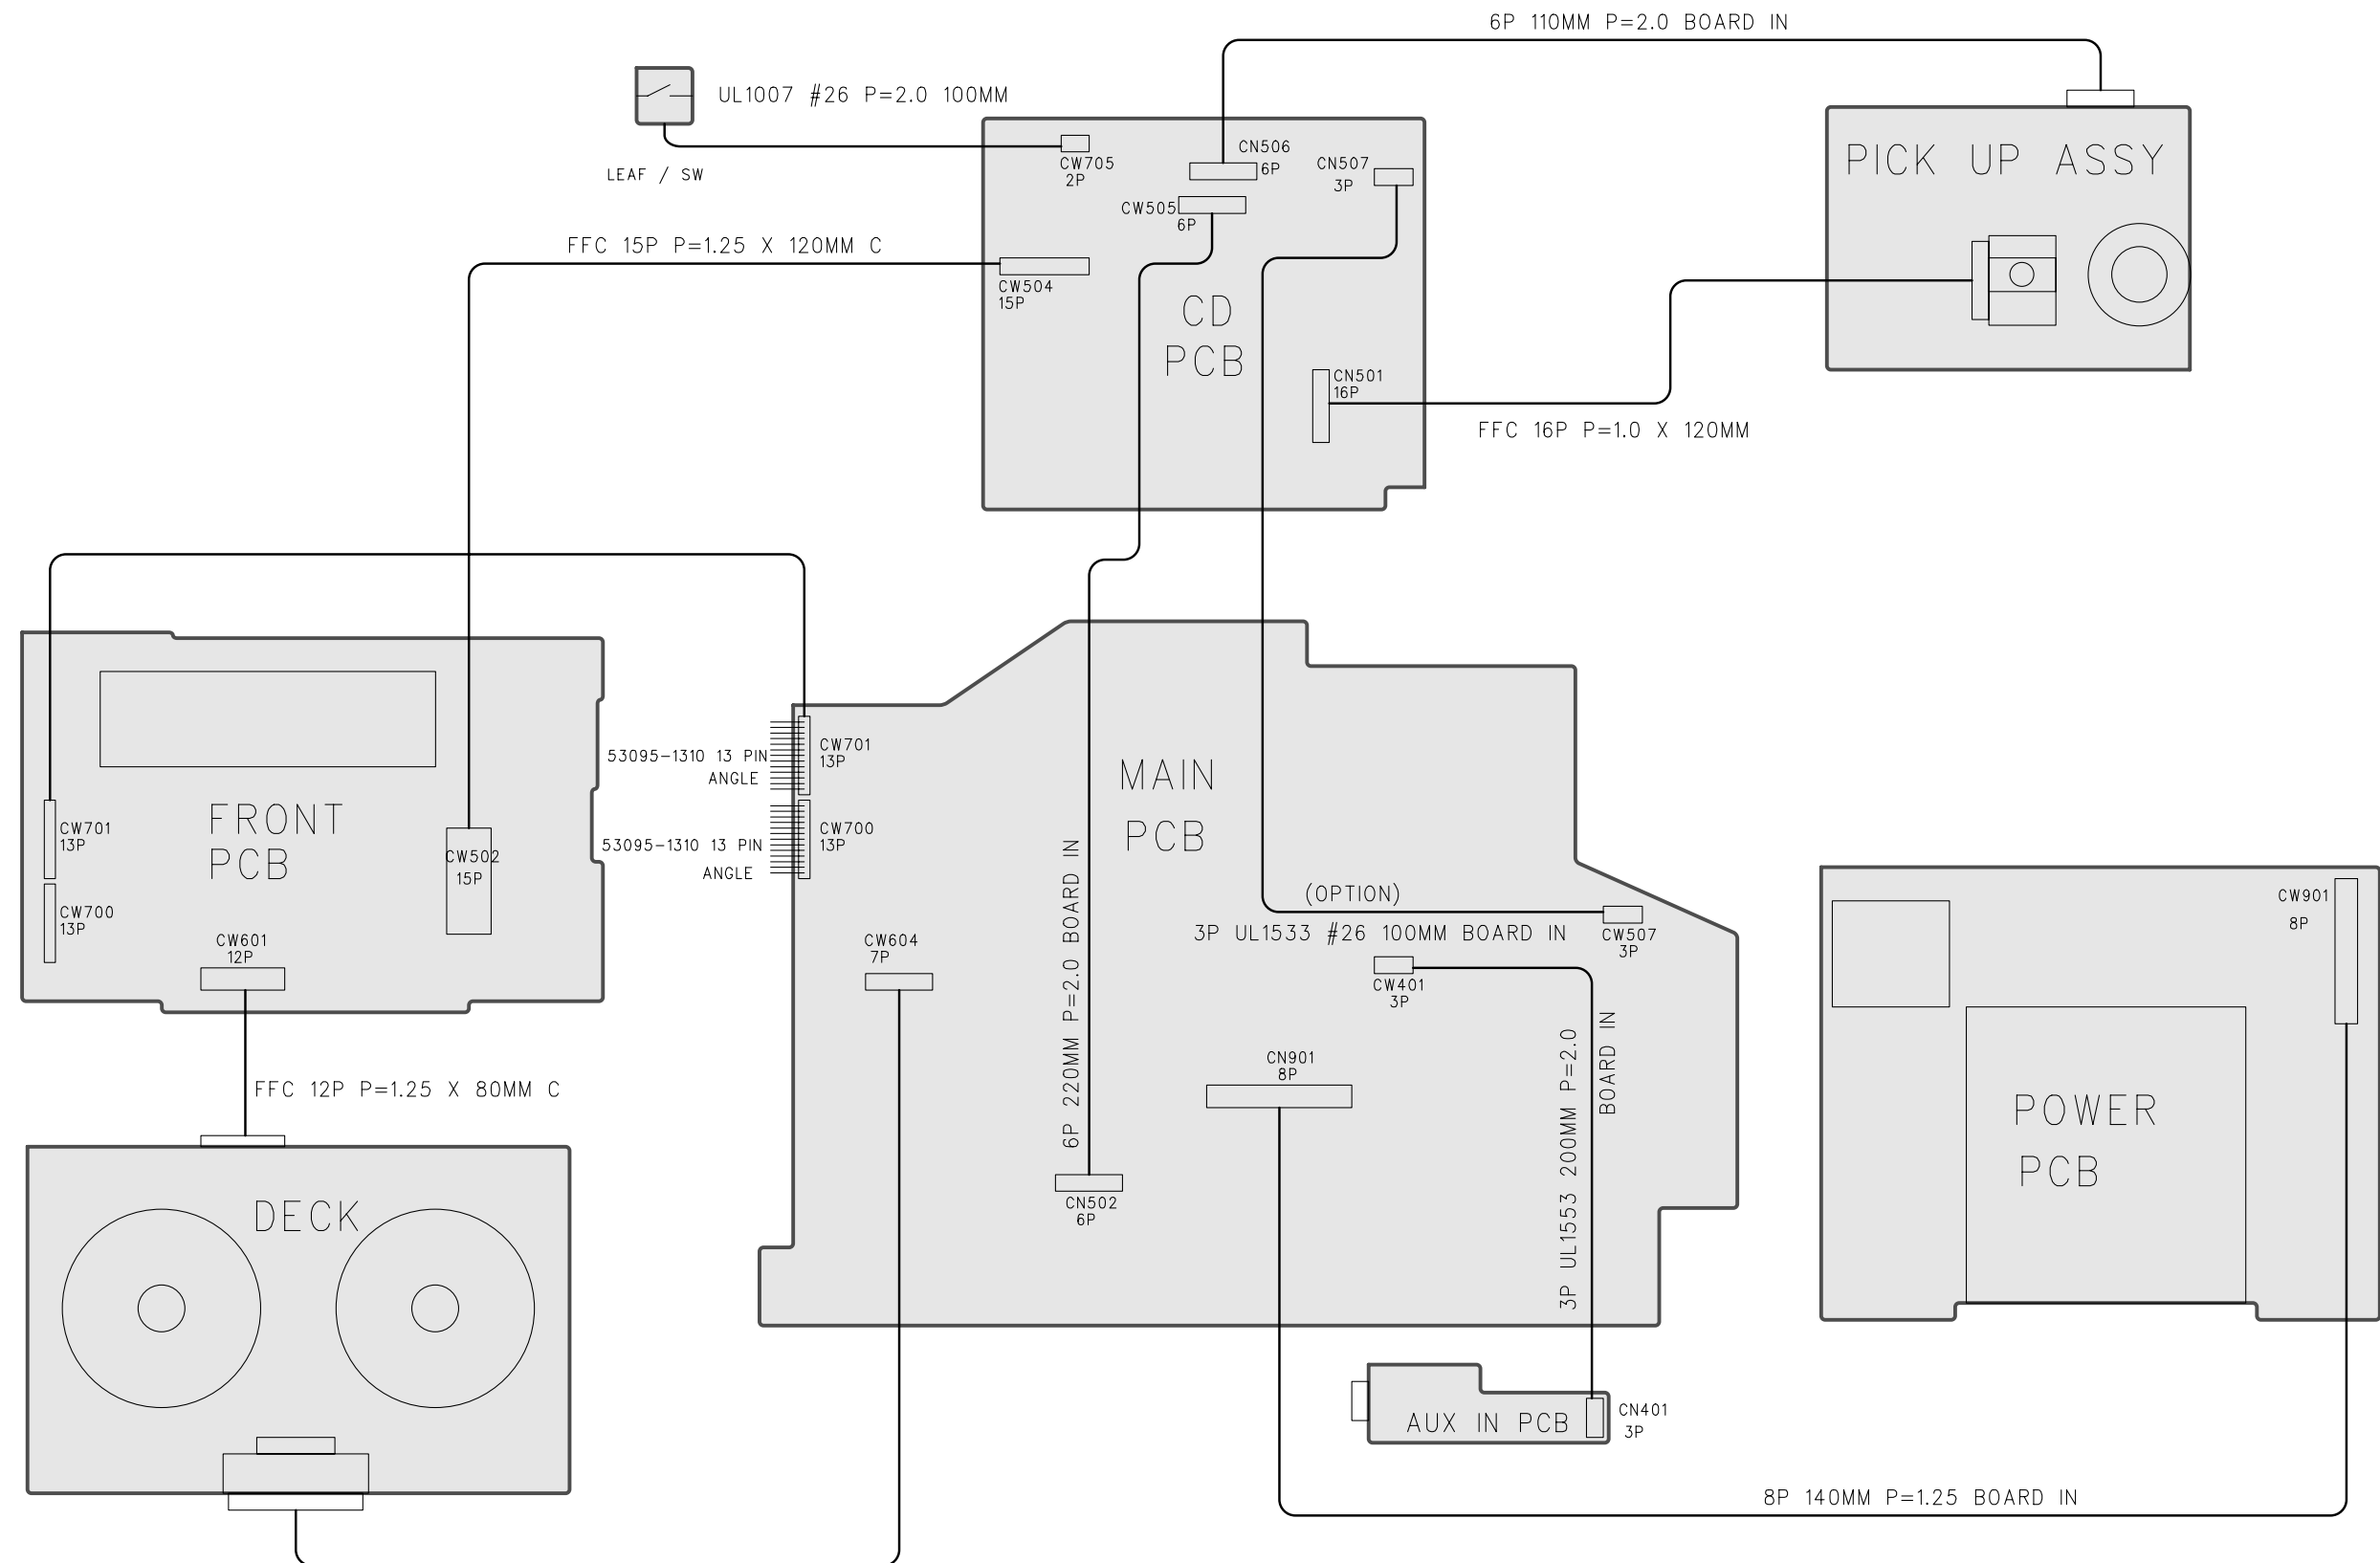 6P 110MM P=2.0 BOARD IN
UL1007 #26 P=2.0 100MM
LEAF / SW
CW705
2P
CN506
6P
CN507
3P
CW505
6P
PICK UP ASSY
FFC 15P P=1.25 X 120MM C
CW504
15P
CD
PCB
CN501
16P
FFC 16P P=1.0 X 120MM
53095-1310 13 PIN
ANGLE
CW701
13P
53095-1310 13 PIN
ANGLE
CW700
13P
MAIN
PCB
FRONT
PCB
CW701
13P
CW700
13P
CW502
15P
CW601
12P
CW604
7P
6P 220MM P=2.0 BOARD IN
(OPTION)
3P UL1533 #26 100MM BOARD IN
CW507
3P
CW401
3P
CW901
8P
3P UL1553 200MM P=2.0
BOARD IN
CN901
8P
FFC 12P P=1.25 X 80MM C
POWER
PCB
CN502
6P
DECK
AUX IN PCB
CN401
3P
8P 140MM P=1.25 BOARD IN